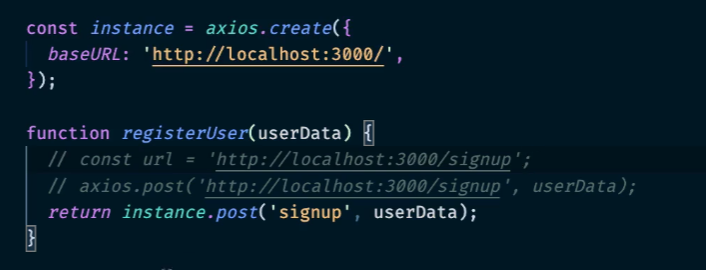 const instance = axios.create({
  baseURL: 'http://localhost:3000/',
});
function registerUser(userData) {
  // const url = 'http://localhost:3000/signup';
  // axios.post('http://localhost:3000/signup', userData);
  return instance.post('signup', userData);
}